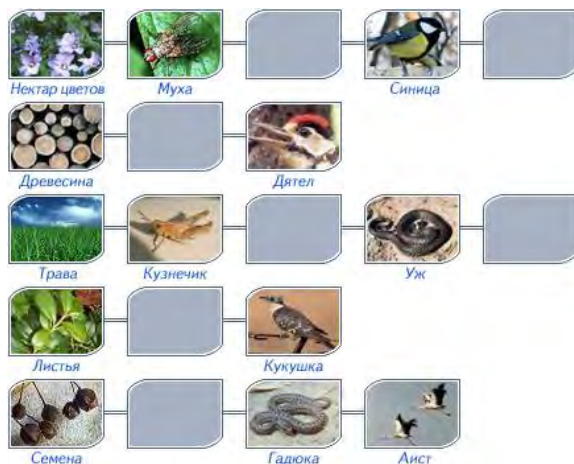 Нектар цветов Муха Синица
Древесина Дятел
Трава Кузнечик Уж
Листья Кукушка
Семена Гадюка Аист